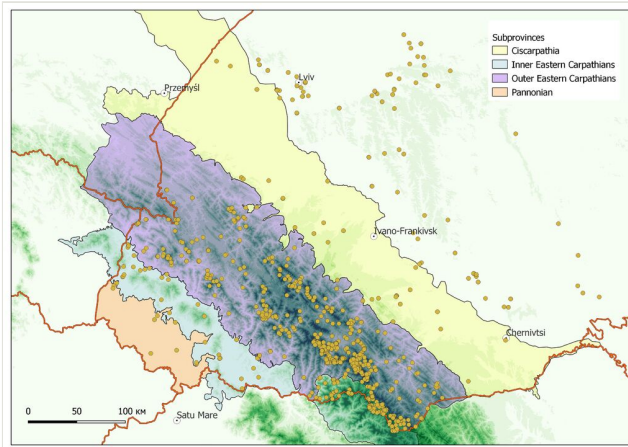 Subprovinces
Ciscarpathia
Inner Eastern Carpathians
Outer Eastern Carpathians
Pannonian
Lviv
Przemyśl
Ivano-Frankivsk
Chernivtsi
Satu Mare
0 50 100 КМ